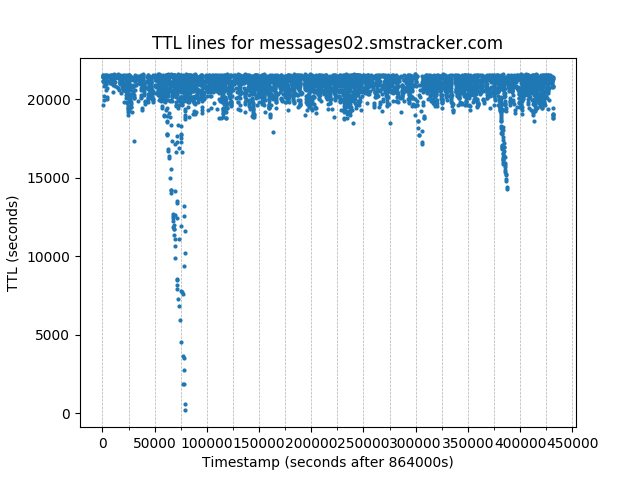 TTL lines for messages02.smstracker.com
TTL (seconds)
20000
15000
10000
5000
0
0 50000 100000 150000 200000 250000 300000 350000 400000 450000
Timestamp (seconds after 864000s)